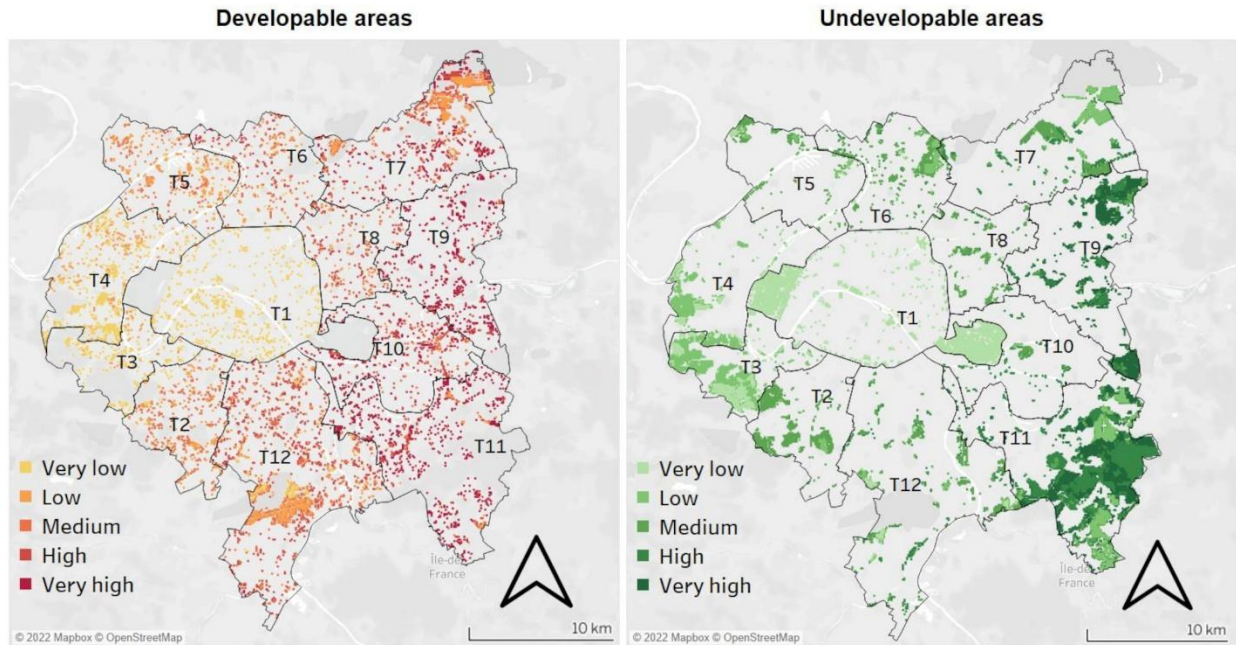 Developable areas
Undevelopable areas
T6
T5
T7
T8
T9
T4
T1
T3
T10
T2
T11
T12
Very low
Low
Medium
High
Very high
Île-de-
France
© 2022 Mapbox © OpenStreetMap
10 km
T7
T5
T6
T8
T9
T4
T1
T10
T3
T2
T11
T12
Very low
Low
Medium
High
Very high
Île-de-
France
© 2022 Mapbox © OpenStreetMap
10 km